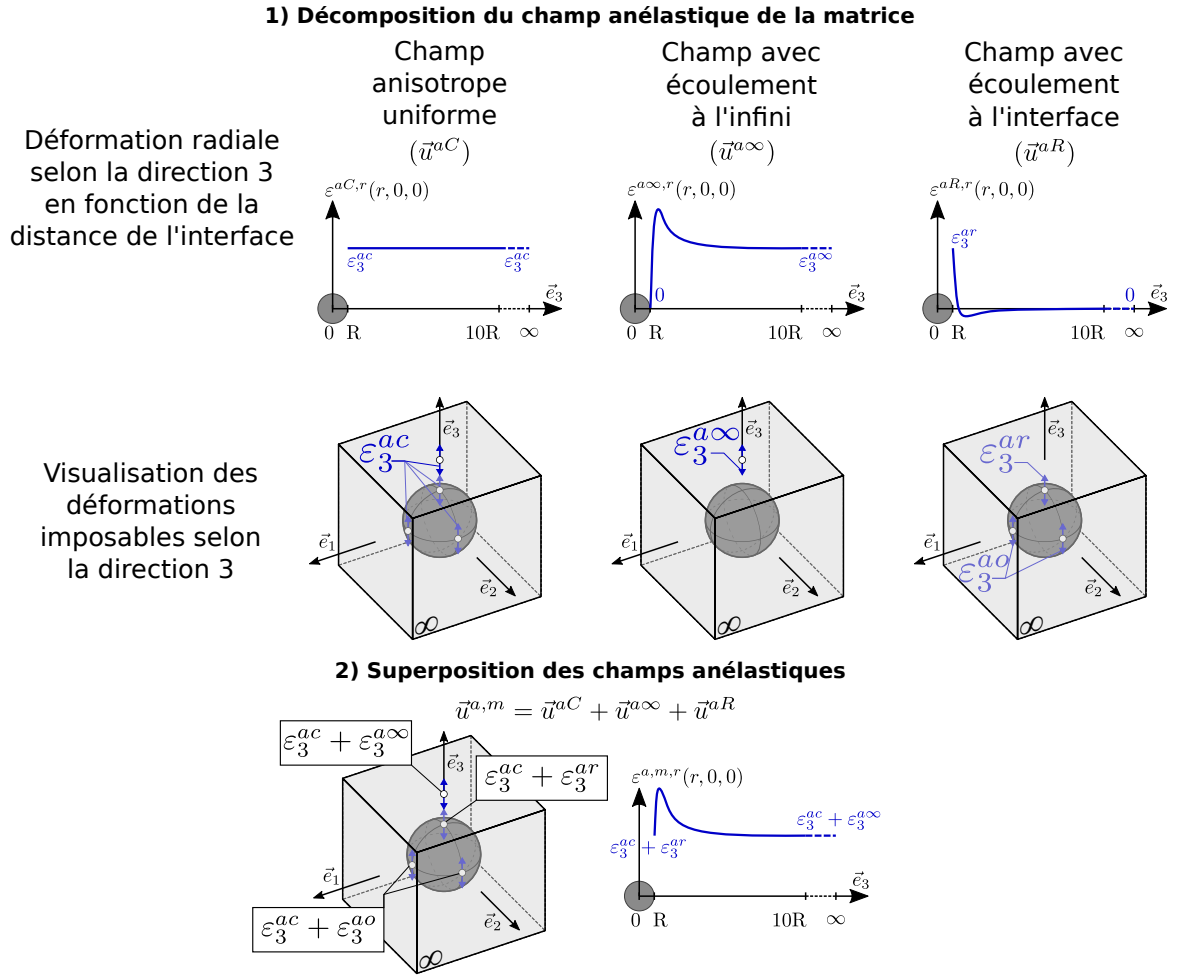 1) Décomposition du champ anélastique de la matrice
Champ
anisotrope
uniforme
(u⃗^{aC})
Champ avec
écoulement
à l'infini
(u⃗^{a∞})
Champ avec
écoulement
à l'interface
(u⃗^{aR})
Déformation radiale
selon la direction 3
en fonction de la
distance de l'interface
ε^{aC,r}(r,0,0)
ε_3^{ac}
ε_3^{ac}
e⃗_3
0 R 10R ∞
ε^{a∞,r}(r,0,0)
0
ε_3^{a∞}
e⃗_3
0 R 10R ∞
ε^{aR,r}(r,0,0)
ε_3^{ar}
0
e⃗_3
0 R 10R ∞
Visualisation des
déformations
imposables selon
la direction 3
e⃗_3
ε_3^{ac}
e⃗_1
e⃗_2
∞
e⃗_3
ε_3^{a∞}
e⃗_1
e⃗_2
∞
e⃗_3
ε_3^{ar}
e⃗_1
ε_3^{ao}
e⃗_2
∞
2) Superposition des champs anélastiques
u⃗^{a,m} = u⃗^{aC} + u⃗^{a∞} + u⃗^{aR}
ε_3^{ac} + ε_3^{a∞}
e⃗_3
ε_3^{ac} + ε_3^{ar}
e⃗_1
ε_3^{ac} + ε_3^{ao}
e⃗_2
∞
ε^{a,m,r}(r,0,0)
ε_3^{ac} + ε_3^{a∞}
ε_3^{ac} + ε_3^{ar}
e⃗_3
0 R 10R ∞